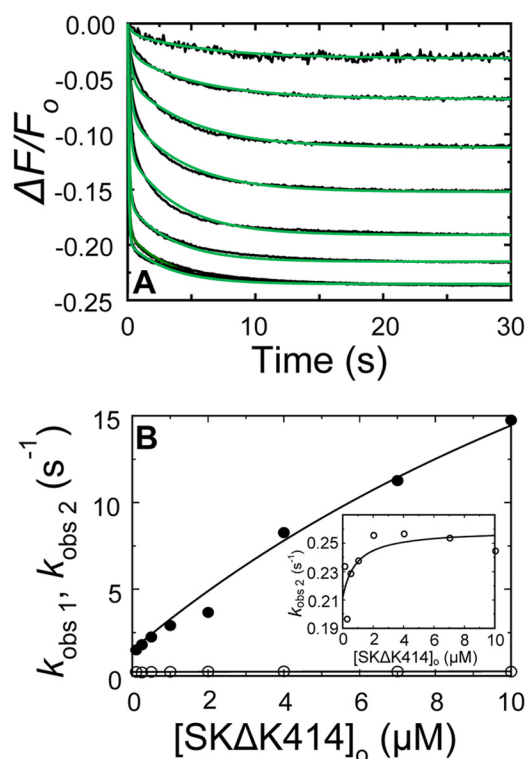 0.00
-0.05
-0.10
-0.15
-0.20
-0.25
ΔF/Fo
A
0 10 20 30
Time (s)
B
15
10
5
0
kobs 1, kobs 2 (s-1)
0.25
0.23
0.21
0.19
kobs 2 (s-1)
0 2 4 6 8 10
[SKΔK414]o (µM)
0 2 4 6 8 10
[SKΔK414]o (µM)